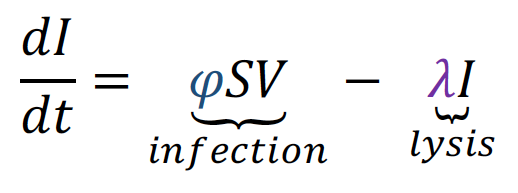 dI/dt = φSV − λI
infection lysis